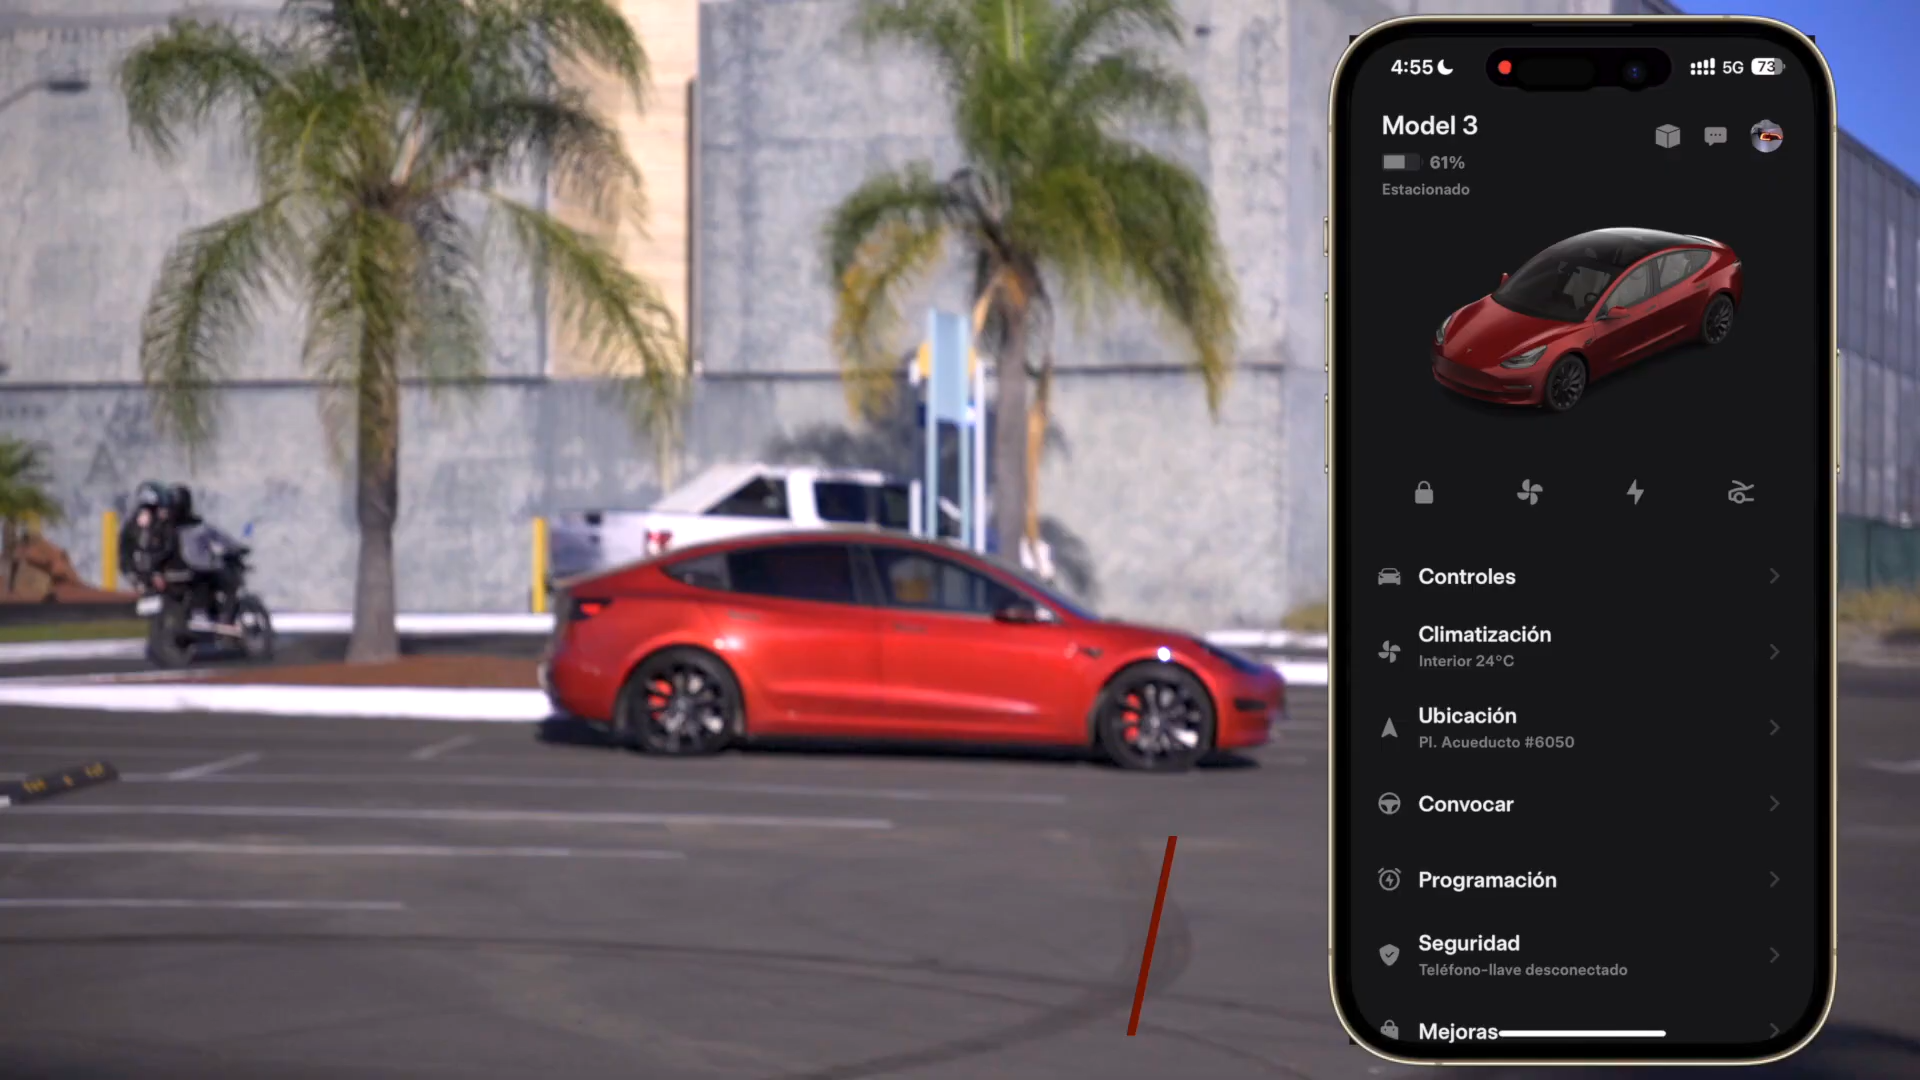 4:55
5G
73
Model 3
61%
Estacionado
Controles
Climatización
Interior 24°C
Ubicación
Pl. Acueducto #6050
Convocar
Programación
Seguridad
Teléfono-llave desconectado
Mejoras